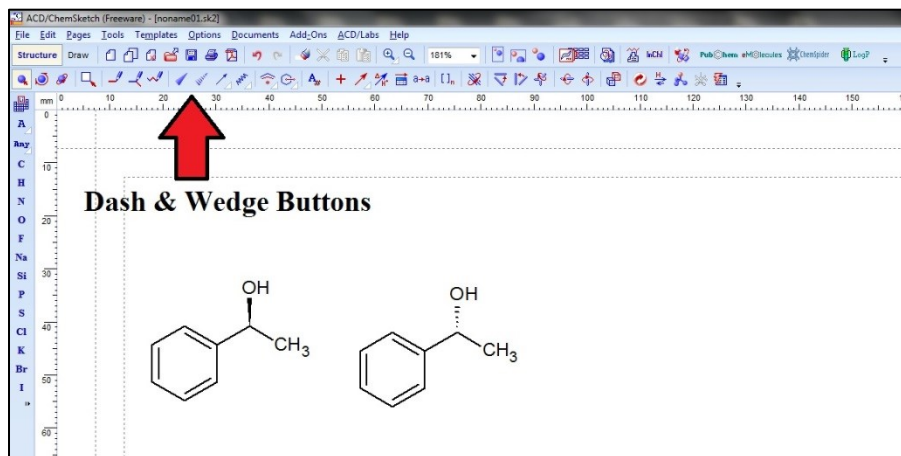 ACD/ChemSketch (Freeware) - [noname01.sk2]
File Edit Pages Tools Templates Options Documents Add-Ons ACD/Labs Help
Structure Draw 181% InChI PubChem eMolecules ChemSpider LogP
mm 0 10 20 30 40 50 60 70 80 90 100 110 120 130 140 150
0
A
Any
C
10
H
N
Dash & Wedge Buttons
O
20
F
Na
Si
30
P
OH
OH
S
Cl
40
CH3
CH3
K
Br
50
I
60